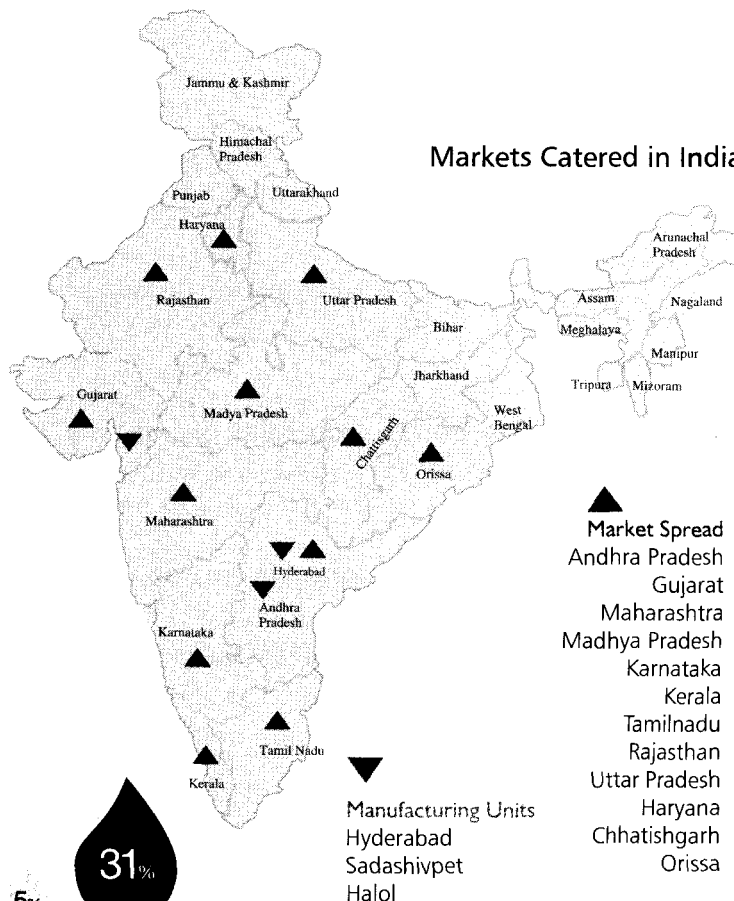 Jammu & Kashmir
Himachal
Pradesh
Markets Catered in India
Punjab
Uttarakhand
Haryana
Arunachal
Pradesh
Rajasthan
Uttar Pradesh
Assam
Nagaland
Bihar
Meghalaya
Manipur
Jharkhand
Tripura
Mizoram
Gujarat
Madya Pradesh
West
Bengal
Chattisgarh
Orissa
Maharashtra
Hyderabad
Andhra
Pradesh
Karnataka
Tamil Nadu
Kerala
Market Spread
Andhra Pradesh
Gujarat
Maharashtra
Madhya Pradesh
Karnataka
Kerala
Tamilnadu
Rajasthan
Uttar Pradesh
Haryana
Chhatishgarh
Orissa
Manufacturing Units
Hyderabad
Sadashivpet
Halol
31%